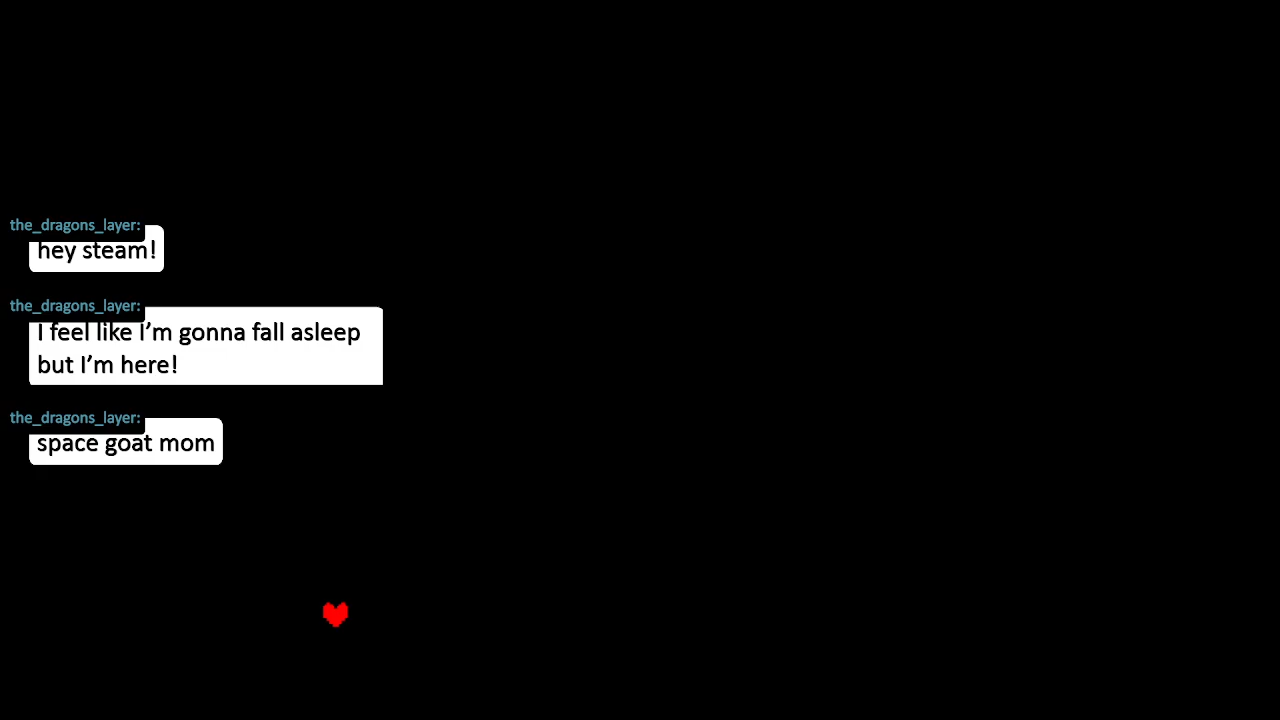 the_dragons_layer:
hey steam!
the_dragons_layer:
I feel like I’m gonna fall asleep
but I’m here!
the_dragons_layer:
space goat mom